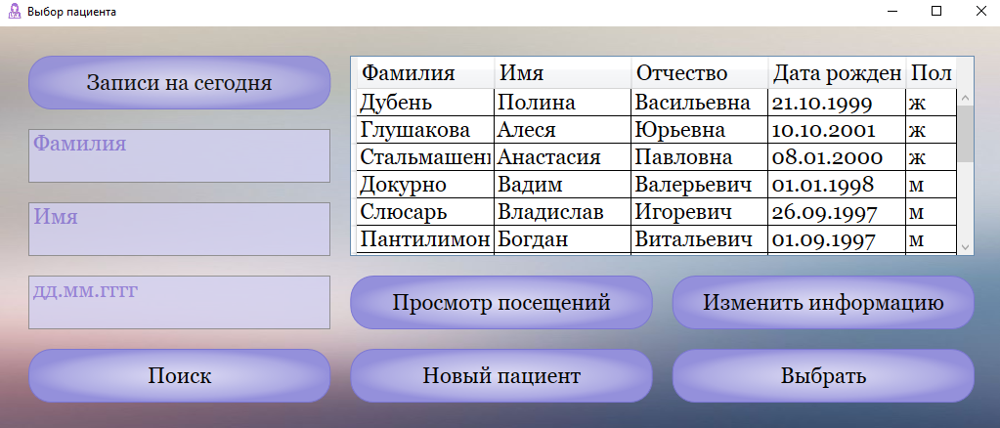 Выбор пациента
Записи на сегодня
Фамилия
Имя
дд.мм.гггг
Поиск
Фамилия Имя Отчество Дата рожден Пол
Дубень Полина Васильевна 21.10.1999 ж
Глушакова Алеся Юрьевна 10.10.2001 ж
Стальмашен Анастасия Павловна 08.01.2000 ж
Докурно Вадим Валерьевич 01.01.1998 м
Слюсарь Владислав Игоревич 26.09.1997 м
Пантилимон Богдан Витальевич 01.09.1997 м
Просмотр посещений Изменить информацию
Новый пациент Выбрать